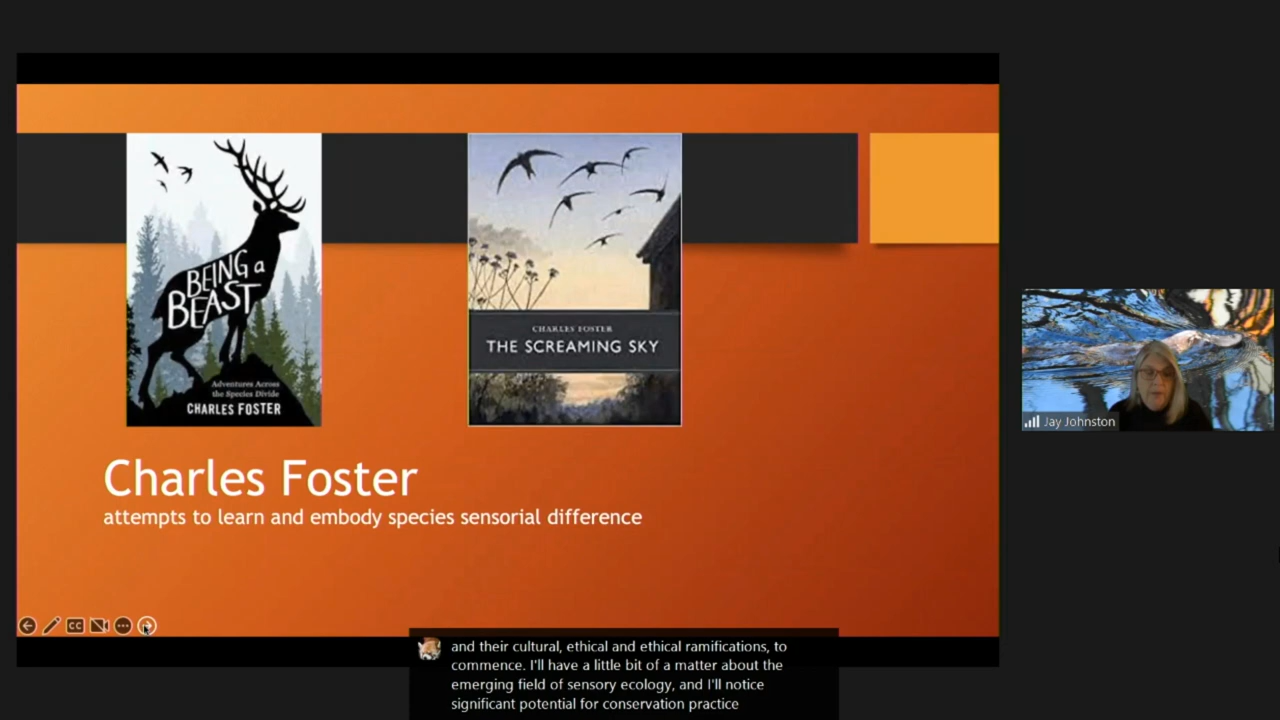 BEING a
BEAST
Adventures Across
the Species Divide
CHARLES FOSTER
CHARLES FOSTER
THE SCREAMING SKY
Charles Foster
attempts to learn and embody species sensorial difference
Jay Johnston
CC
and their cultural, ethical and ethical ramifications, to
commence. I'll have a little bit of a matter about the
emerging field of sensory ecology, and I'll notice
significant potential for conservation practice